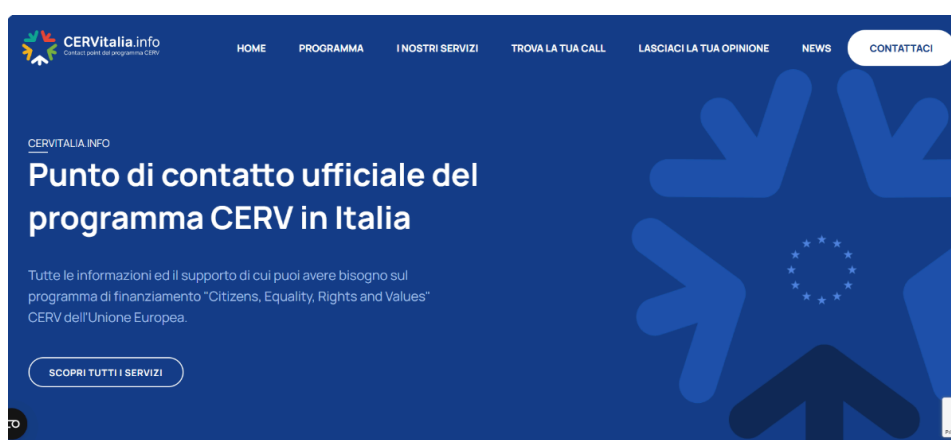 CERVitalia.info
Contact point del programma CERV
HOME PROGRAMMA I NOSTRI SERVIZI TROVA LA TUA CALL LASCIACI LA TUA OPINIONE NEWS CONTATTACI
CERVITALIA.INFO
Punto di contatto ufficiale del
programma CERV in Italia
Tutte le informazioni ed il supporto di cui puoi avere bisogno sul
programma di finanziamento "Citizens, Equality, Rights and Values"
CERV dell'Unione Europea.
SCOPRI TUTTI I SERVIZI